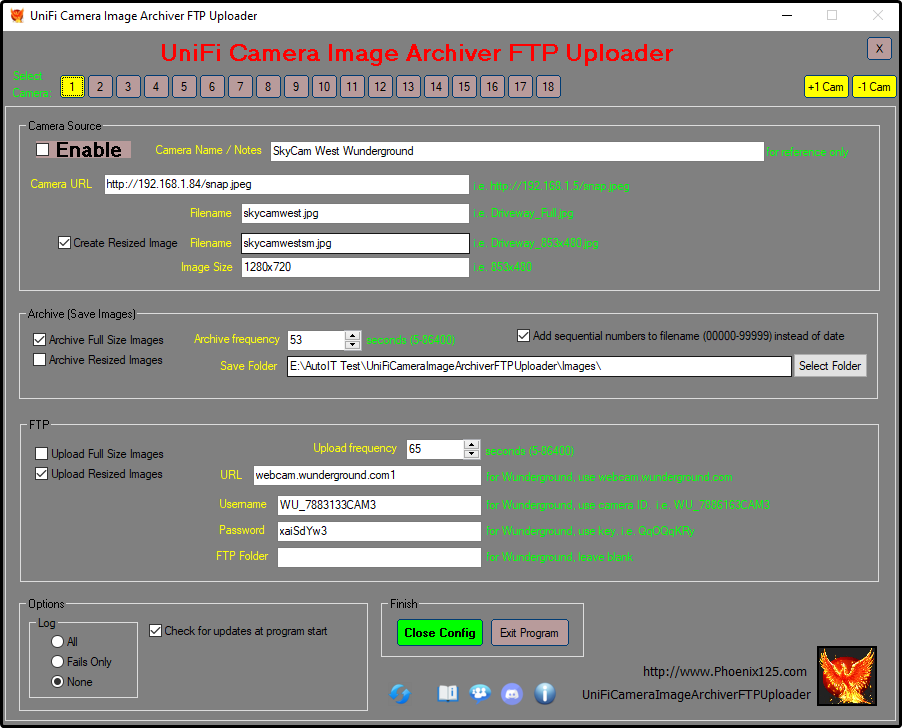 UniFi Camera Image Archiver FTP Uploader
UniFi Camera Image Archiver FTP Uploader
X
Select
Camera:
1 2 3 4 5 6 7 8 9 10 11 12 13 14 15 16 17 18
+1 Cam -1 Cam
Camera Source
Enable
Camera Name / Notes SkyCam West Wunderground for reference only
Camera URL http://192.168.1.84/snap.jpeg i.e. http://192.168.1.5/snap.jpeg
Filename skycamwest.jpg i.e. Driveway_Full.jpg
Create Resized Image Filename skycamwestsm.jpg i.e. Driveway_853x480.jpg
Image Size 1280x720 i.e. 853x480
Archive (Save Images)
Archive Full Size Images Archive frequency 53 seconds (5-86400) Add sequential numbers to filename (00000-99999) instead of date
Archive Resized Images Save Folder E:\AutoIT Test\UniFiCameraImageArchiverFTPUploader\Images\ Select Folder
FTP
Upload Full Size Images Upload frequency 65 seconds (5-86400)
Upload Resized Images URL webcam.wunderground.com1 for Wunderground, use webcam.wunderground.com
Username WU_7883133CAM3 for Wunderground, use camera ID i.e. WU_7886163CAM3
Password xaiSdYw3 for Wunderground, use key. i.e. QqOQqKRy
FTP Folder for Wunderground, leave blank
Options
Log
All
Fails Only
None
Check for updates at program start
Finish
Close Config Exit Program
http://www.Phoenix125.com
UniFiCameraImageArchiverFTPUploader